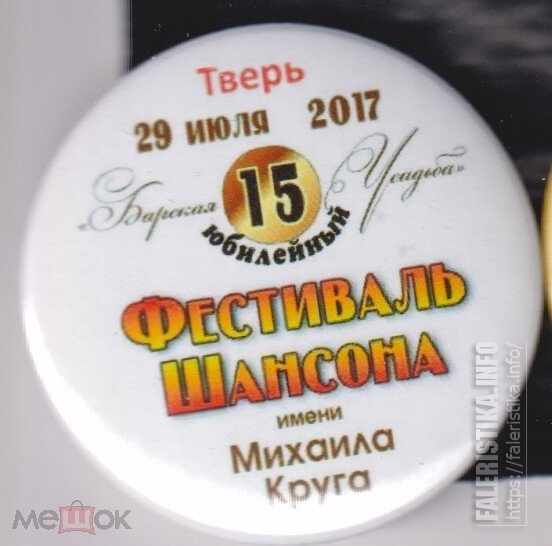 Тверь
29 июля 2017
«Барская 15 Усадьба»
юбилейный
ФЕСТИВАЛЬ
ШАНСОНА
имени
Михаила
Круга
мешок
FALERISTIKA.INFO
https://faleristika.info/